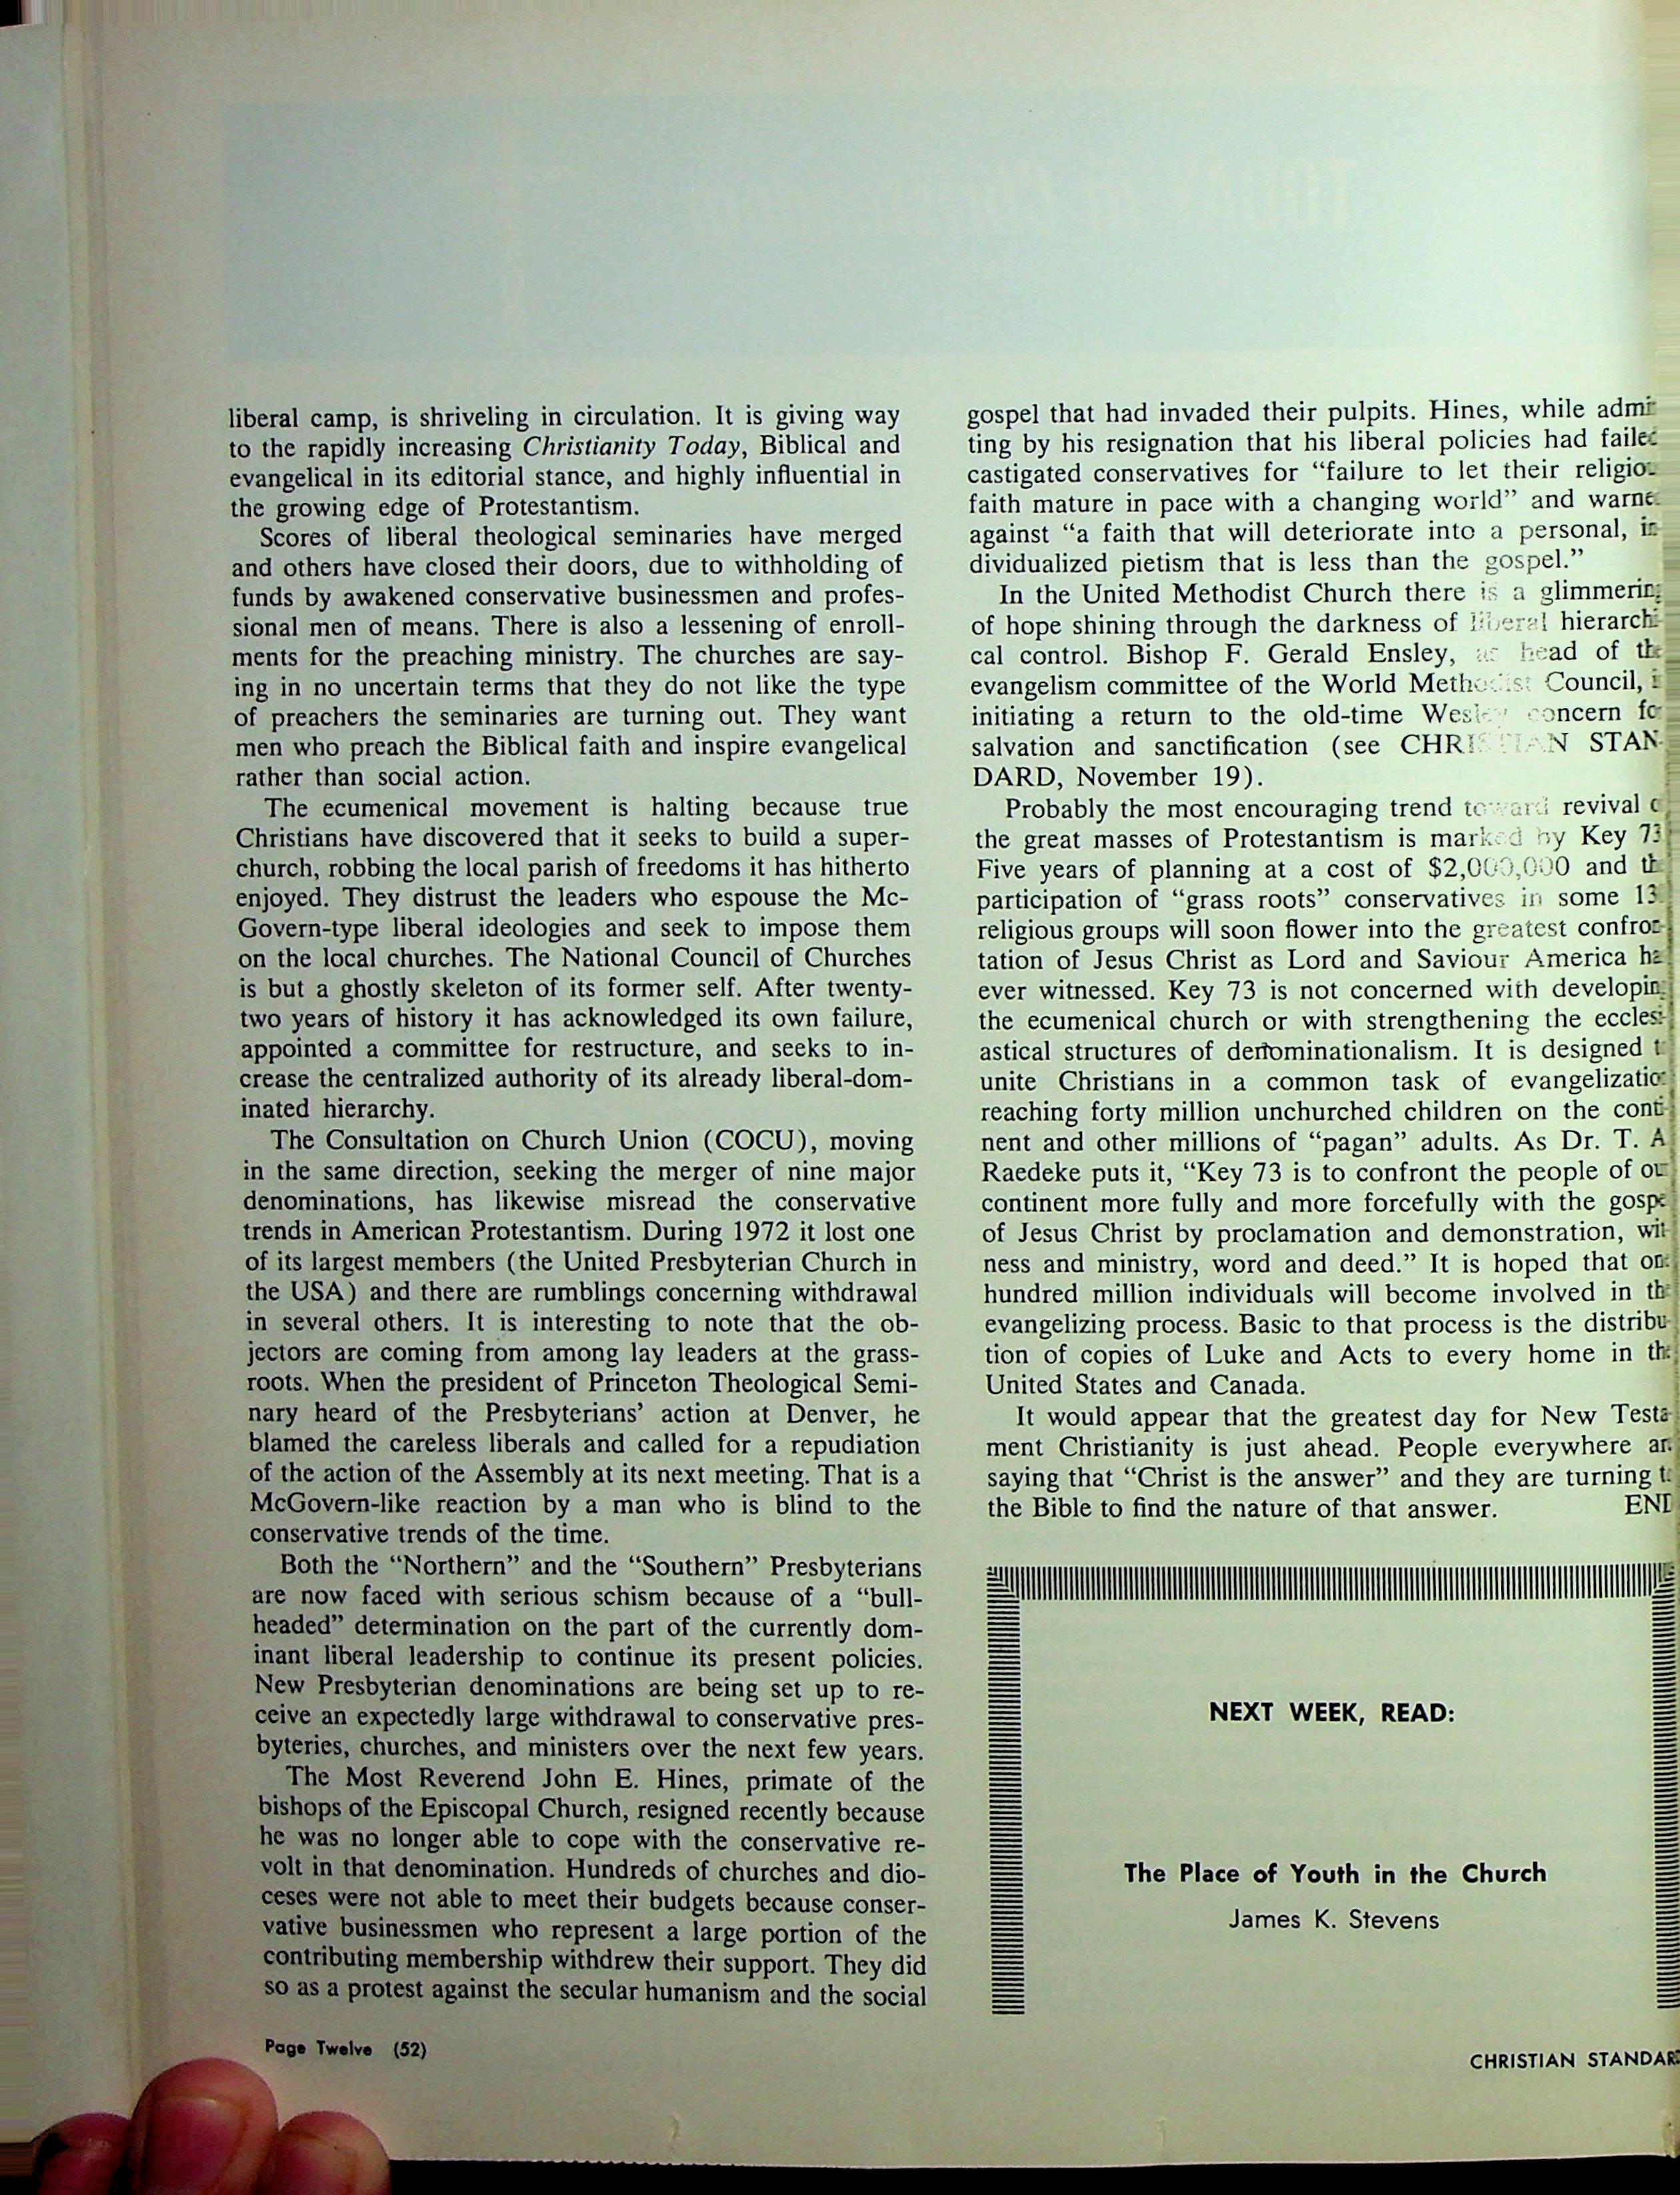 liberal camp, is shriveling in circulation. It is giving way
to the rapidly increasing Christianity Today, Biblical and
evangelical in its editorial stance, and highly influential in
the growing edge of Protestantism.
Scores of liberal theological seminaries have merged
and others have closed their doors, due to withholding of
funds by awakened conservative businessmen and profes-
sional men of means. There is also a lessening of enroll-
ments for the preaching ministry. The churches are say-
ing in no uncertain terms that they do not like the type
of preachers the seminaries are turning out. They want
men who preach the Biblical faith and inspire evangelical
rather than social action.
The ecumenical movement is halting because true
Christians have discovered that it seeks to build a super-
church, robbing the local parish of freedoms it has hitherto
enjoyed. They distrust the leaders who espouse the Mc-
Govern-type liberal ideologies and seek to impose them
on the local churches. The National Council of Churches
is but a ghostly skeleton of its former self. After twenty-
two years of history it has acknowledged its own failure,
appointed a committee for restructure, and seeks to in-
crease the centralized authority of its already liberal-dom-
inated hierarchy.
The Consultation on Church Union (COCU), moving
in the same direction, seeking the merger of nine major
denominations, has likewise misread the conservative
trends in American Protestantism. During 1972 it lost one
of its largest members (the United Presbyterian Church in
the USA) and there are rumblings concerning withdrawal
in several others. It is interesting to note that the ob-
jectors are coming from among lay leaders at the grass-
roots. When the president of Princeton Theological Semi-
nary heard of the Presbyterians' action at Denver, he
blamed the careless liberals and called for a repudiation
of the action of the Assembly at its next meeting. That is a
McGovern-like reaction by a man who is blind to the
conservative trends of the time.
Both the “Northern” and the “Southern” Presbyterians
are now faced with serious schism because of a “bull-
headed” determination on the part of the currently dom-
inant liberal leadership to continue its present policies.
New Presbyterian denominations are being set up to re-
ceive an expectedly large withdrawal to conservative pres-
byteries, churches, and ministers over the next few years.
The Most Reverend John E. Hines, primate of the
bishops of the Episcopal Church, resigned recently because
he was no longer able to cope with the conservative re-
volt in that denomination. Hundreds of churches and dio-
ceses were not able to meet their budgets because conser-
vative businessmen who represent a large portion of the
contributing membership withdrew their support. They did
so as a protest against the secular humanism and the social
gospel that had invaded their pulpits. Hines, while admit
ting by his resignation that his liberal policies had failed
castigated conservatives for “failure to let their
faith mature in pace with a changing world” and
against “a faith that will deteriorate into a personal, in
dividualized pietism that is less than the gospel.”
In the United Methodist Church there is a glimmering
of hope shining through the darkness of liberal hierarchi
cal control. Bishop F. Gerald Ensley, as head of the
evangelism committee of the World Methodist Council,
initiating a return to the old-time Wesley concern
salvation and sanctification (see CHRISTIAN STAN-
DARD, November 19).
Probably the most encouraging trend toward revival
the great masses of Protestantism is marked by Key 73
Five years of planning at a cost of $2,000,000 and the
participation of “grass roots” conservatives in some
religious groups will soon flower into the greatest confron-
tation of Jesus Christ as Lord and Saviour America
ever witnessed. Key 73 is not concerned with developing
the ecumenical church or with strengthening the ecclesi-
astical structures of denominationalism. It is designed
unite Christians in a common task of evangelization
reaching forty million unchurched children on the conti-
nent and other millions of “pagan” adults. As Dr. T. A
Raedeke puts it, “Key 73 is to confront the people of our
continent more fully and more forcefully with the gospe
of Jesus Christ by proclamation and demonstration, wit
ness and ministry, word and deed.” It is hoped that one
hundred million individuals will become involved in the
evangelizing process. Basic to that process is the distribu-
tion of copies of Luke and Acts to every home in the
United States and Canada.
It would appear that the greatest day for New Testa-
ment Christianity is just ahead. People everywhere are
saying that “Christ is the answer” and they are turning
the Bible to find the nature of that answer. END
NEXT WEEK, READ:
The Place of Youth in the Church
James K. Stevens
Page Twelve (52)
CHRISTIAN STANDARD